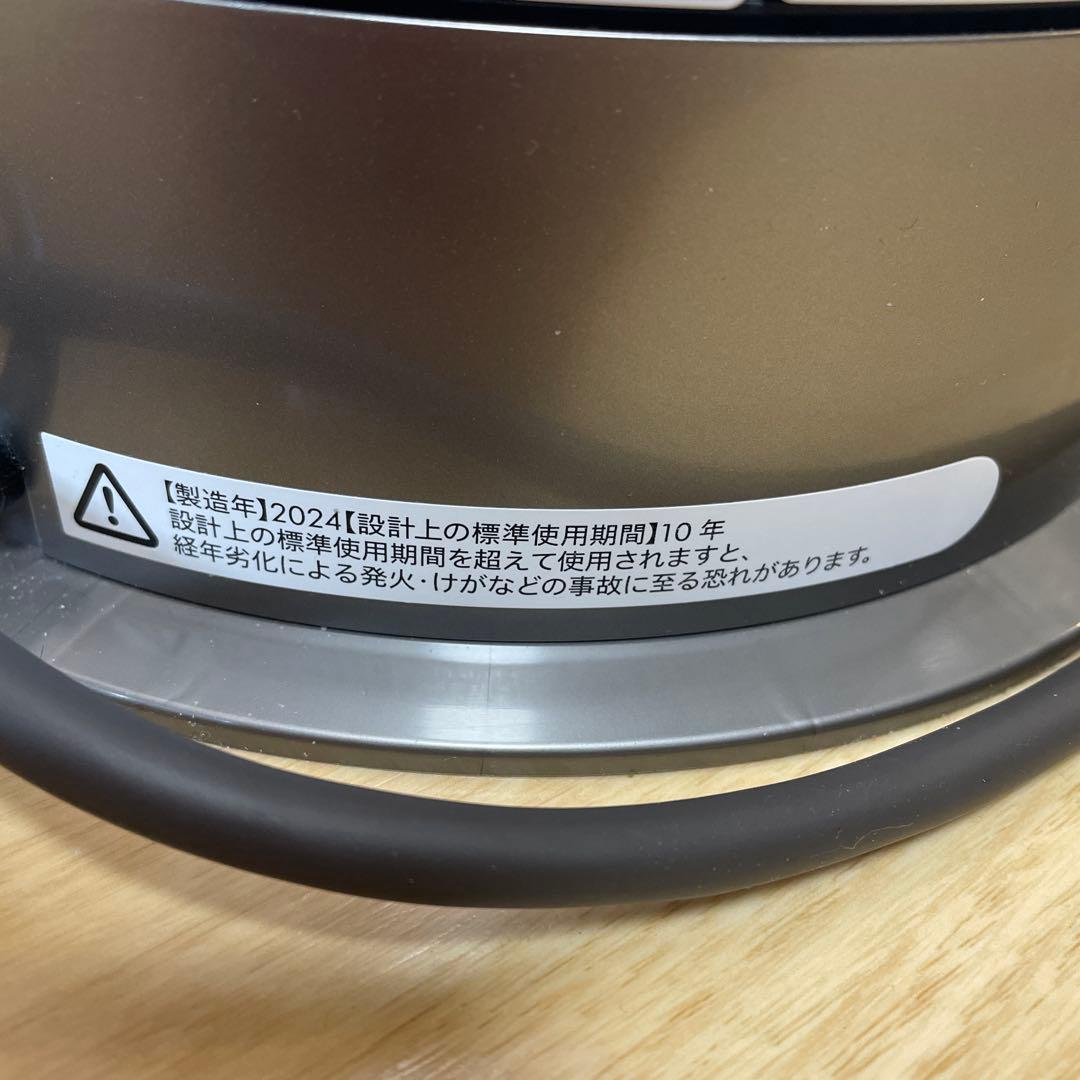 【製造年】2024【設計上の標準使用期間】10 年
設計上の標準使用期間を超えて使用されますと、
経年劣化による発火・けがなどの事故に至る恐れがあります。